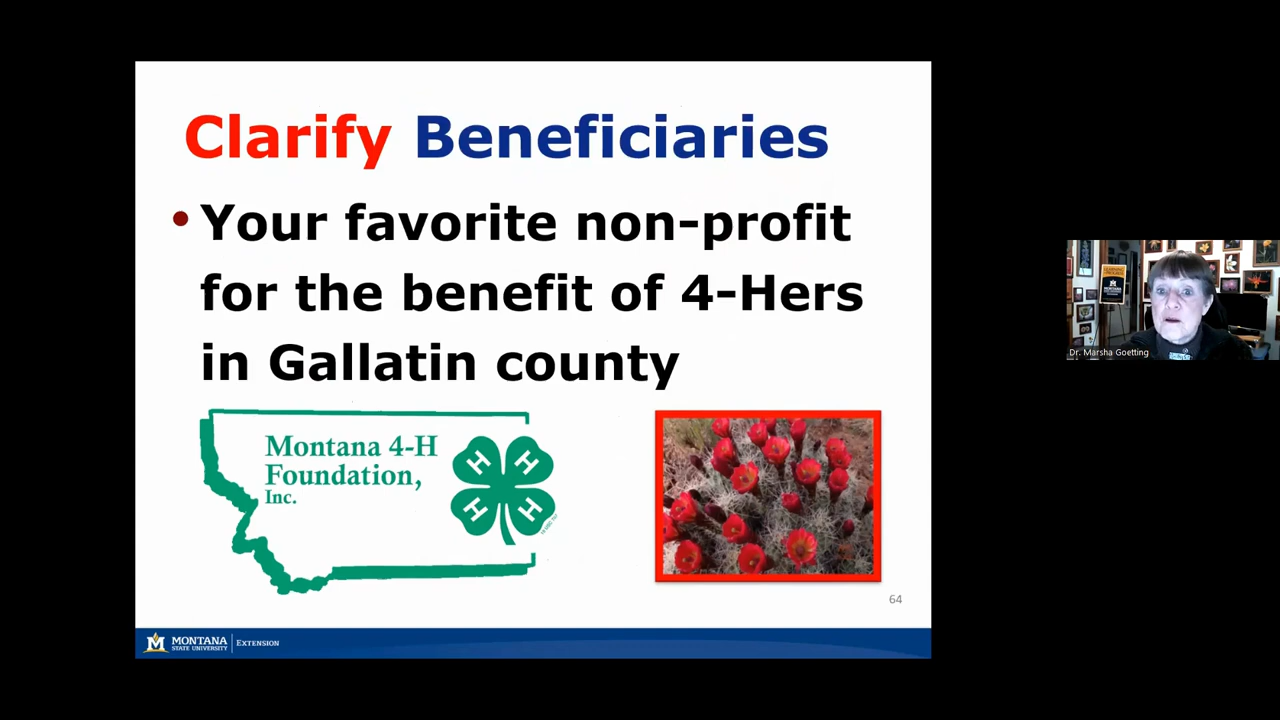 Clarify Beneficiaries
• Your favorite non-profit
for the benefit of 4-Hers
in Gallatin county
Montana 4-H
Foundation,
Inc.
H H
H H
64
M MONTANA
STATE UNIVERSITY
EXTENSION
MONTANA
Dr. Marsha Goetting